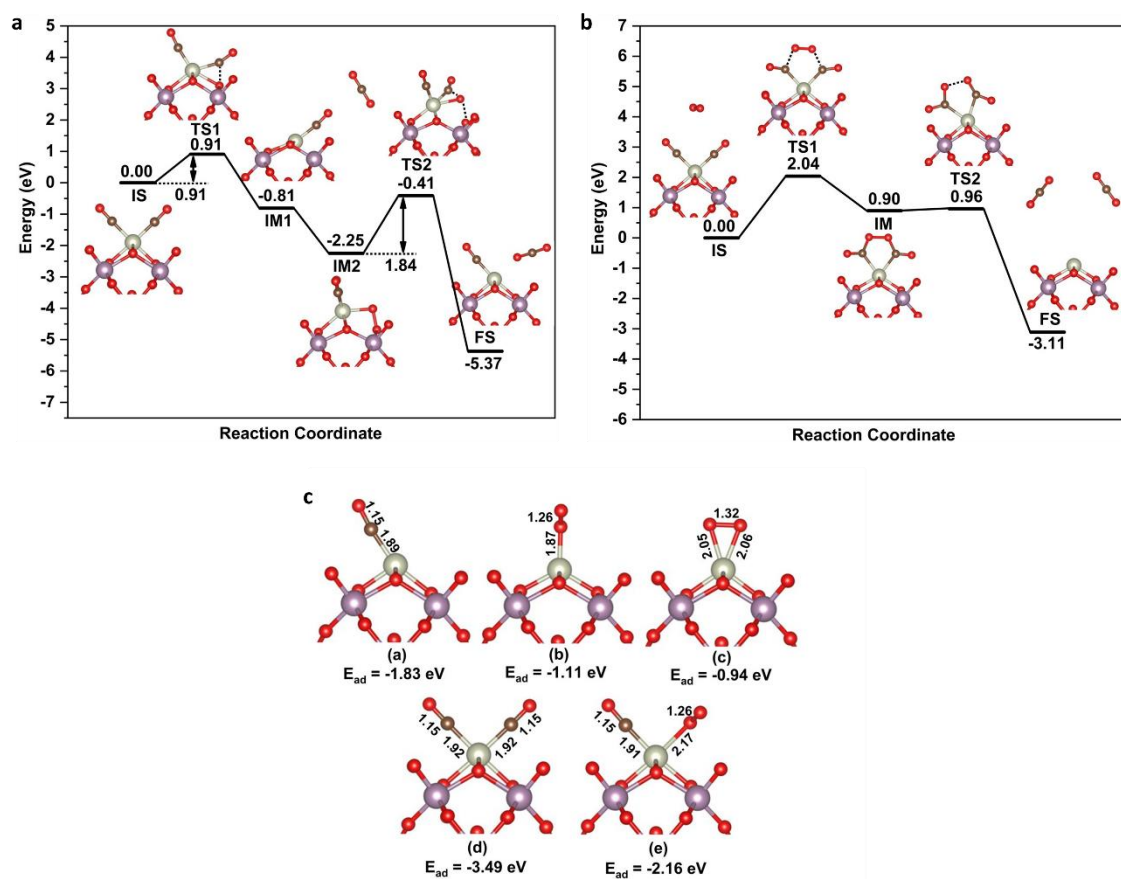 a
Energy (eV)
5
4
3
2
1
0
-1
-2
-3
-4
-5
-6
-7
0.00
IS
TS1
0.91
0.91
-0.81
IM1
-2.25
IM2
TS2
-0.41
1.84
FS
-5.37
Reaction Coordinate
b
Energy (eV)
7
6
5
4
3
2
1
0
-1
-2
-3
-4
-5
-6
0.00
IS
TS1
2.04
0.90
IM
TS2
0.96
FS
-3.11
Reaction Coordinate
c
1.15
1.89
(a)
E_ad = -1.83 eV
1.26
1.87
(b)
E_ad = -1.11 eV
1.32
2.05
2.06
(c)
E_ad = -0.94 eV
1.15
1.92
1.92
1.15
(d)
E_ad = -3.49 eV
1.15
1.91
1.26
2.17
(e)
E_ad = -2.16 eV